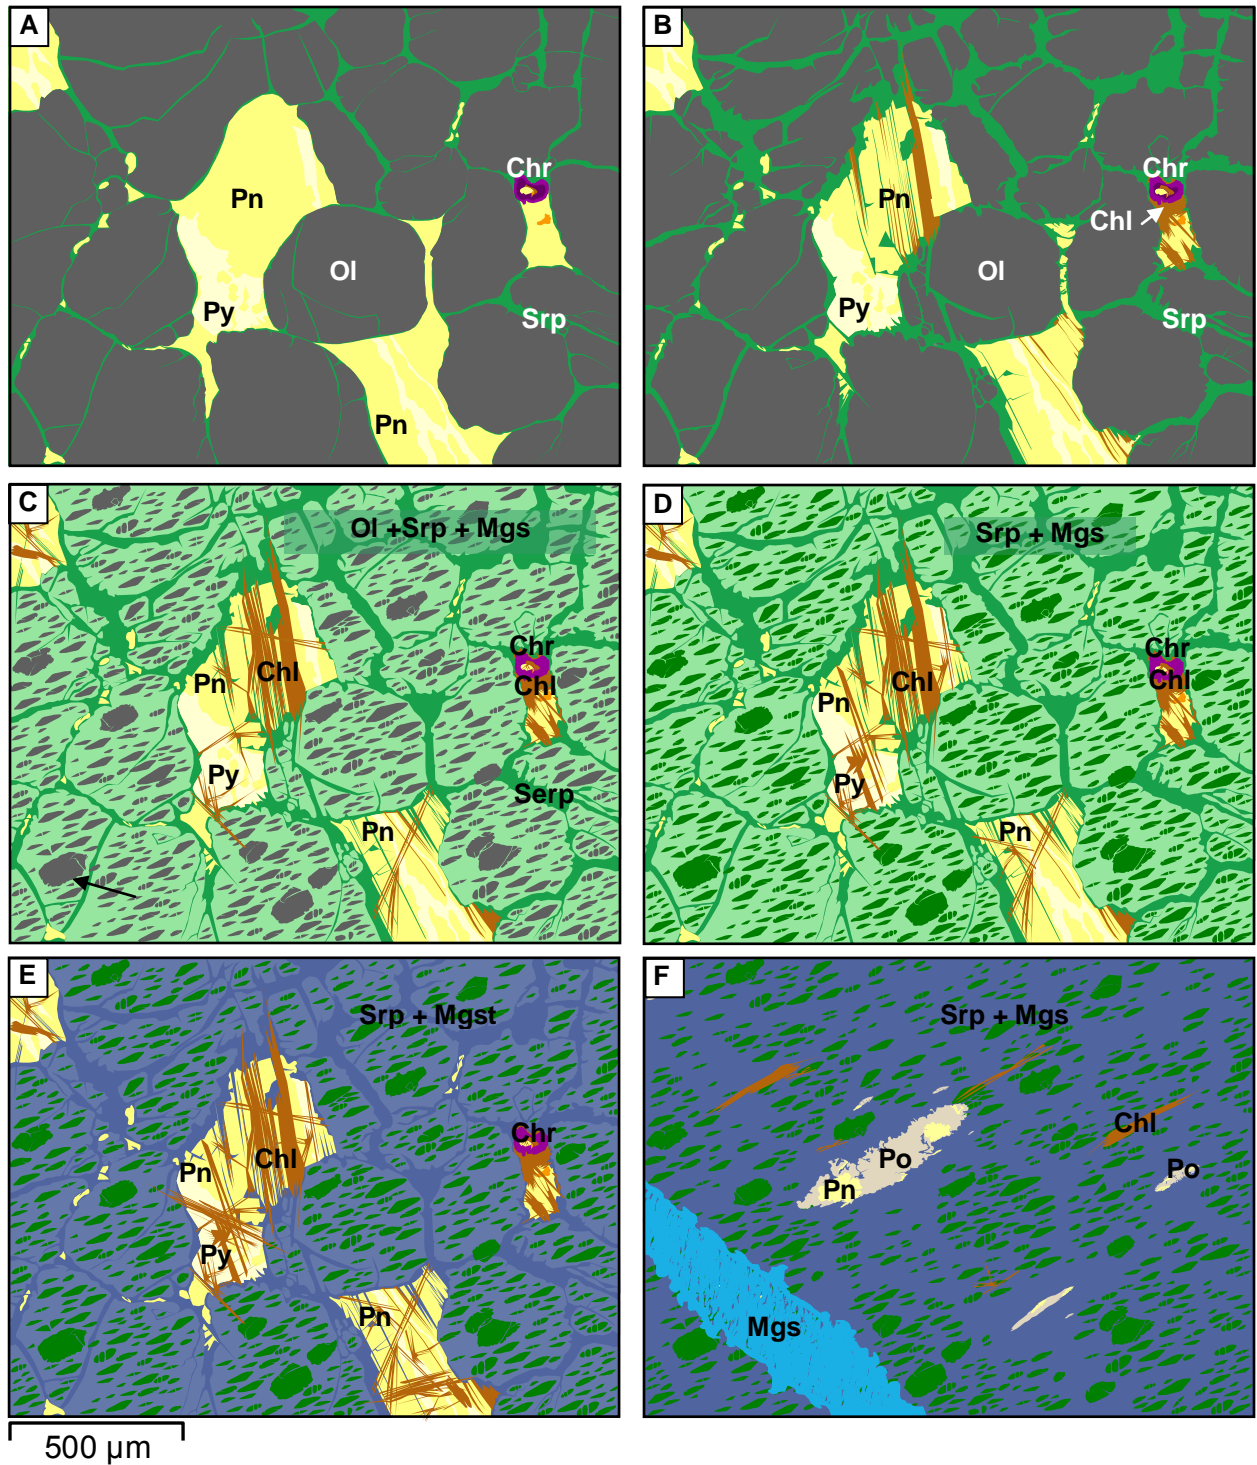 A
Chr
Pn
Ol
Py
Srp
Pn
B
Chr
Pn
Chl
Ol
Py
Srp
C
Ol +Srp + Mgs
Chr
Chl
Pn
Chl
Py
Serp
Pn
D
Srp + Mgs
Chr
Chl
Chl
Pn
Py
Pn
E
Srp + Mgst
Chr
Chl
Pn
Py
Pn
F
Srp + Mgs
Chl
Po
Po
Pn
Mgs
500 µm